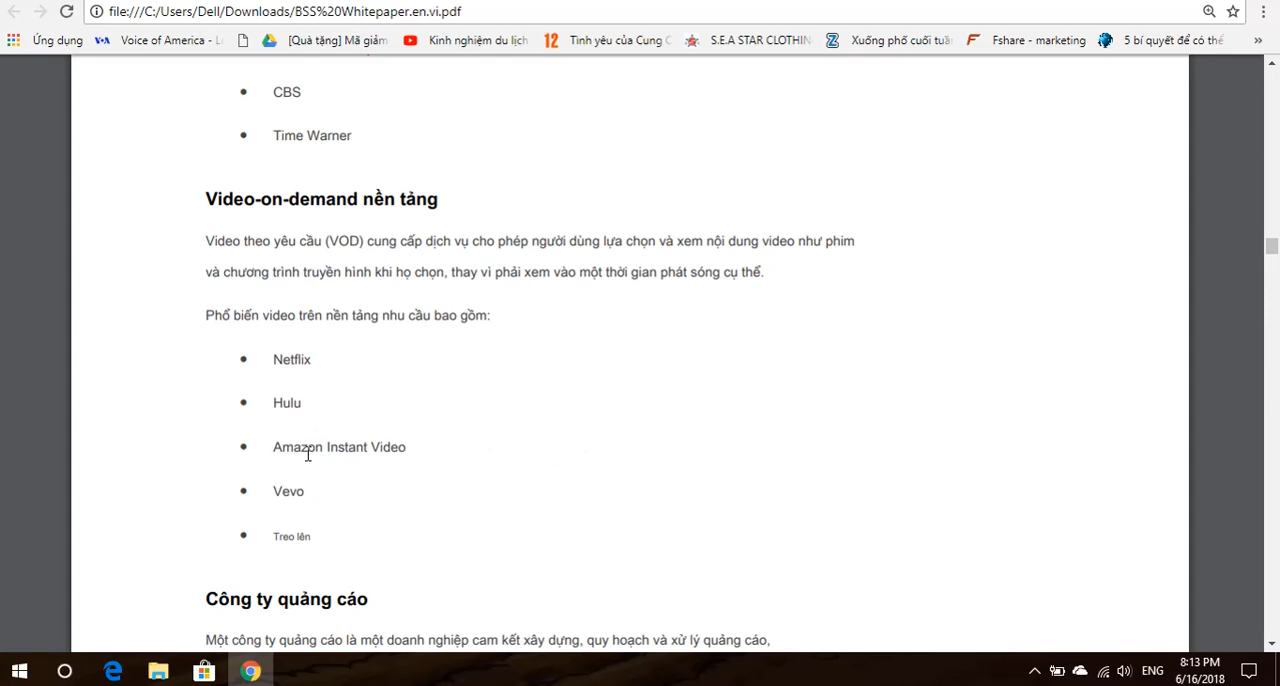 file:///C:/Users/Dell/Downloads/BSS%20Whitepaper.en.vi.pdf
Ứng dụng VOA Voice of America - L [Quà tặng] Mã giảm Kinh nghiệm du lịch 12 Tình yêu của Cung C S.E.A STAR CLOTHIN Z Xuống phố cuối tuầ F Fshare - marketing 5 bí quyết để có thể »
• CBS
• Time Warner
Video-on-demand nền tảng
Video theo yêu cầu (VOD) cung cấp dịch vụ cho phép người dùng lựa chọn và xem nội dung video như phim
và chương trình truyền hình khi họ chọn, thay vì phải xem vào một thời gian phát sóng cụ thể.
Phổ biến video trên nền tảng nhu cầu bao gồm:
• Netflix
• Hulu
• Amazon Instant Video
• Vevo
• Treo lên
Công ty quảng cáo
Một công ty quảng cáo là một doanh nghiệp cam kết xây dựng, quy hoạch và xử lý quảng cáo,
ENG
8:13 PM
6/16/2018